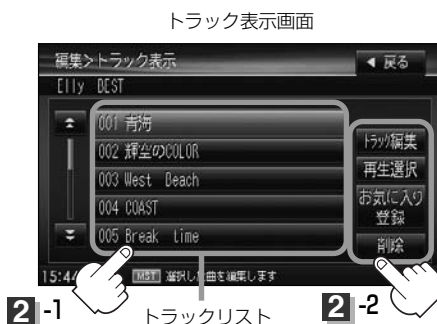 トラック表示画面
編集>トラック表示
◀ 戻る
Elly BEST
001 青海
002 輝空のCOLOR
003 West Beach
004 COAST
005 Break time
トラック編集
再生選択
お気に入り
登録
削除
15:44
MST 選択した曲を編集します
2-1
トラックリスト
2-2